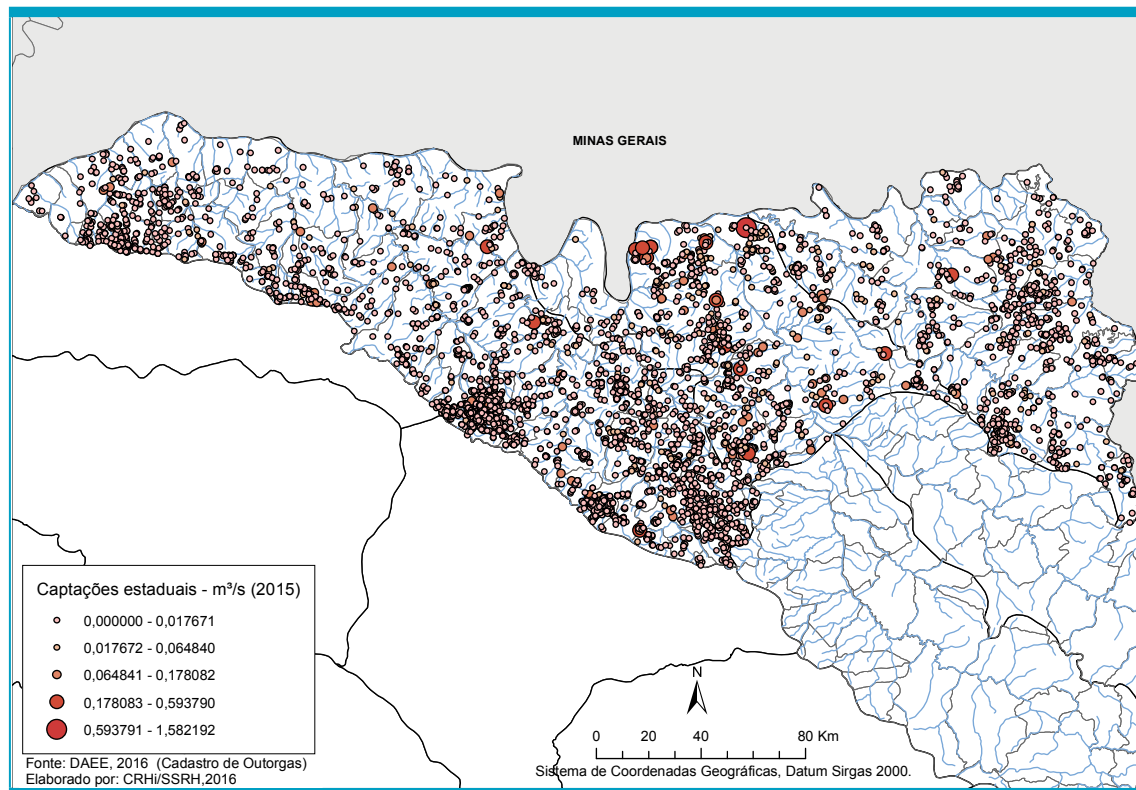 MINAS GERAIS
Captações estaduais - m³/s (2015)
0,000000 - 0,017671
0,017672 - 0,064840
0,064841 - 0,178082
0,178083 - 0,593790
0,593791 - 1,582192
Fonte: DAEE, 2016 (Cadastro de Outorgas)
Elaborado por: CRHi/SSRH,2016
N
0 20 40 80 Km
Sistema de Coordenadas Geográficas, Datum Sirgas 2000.